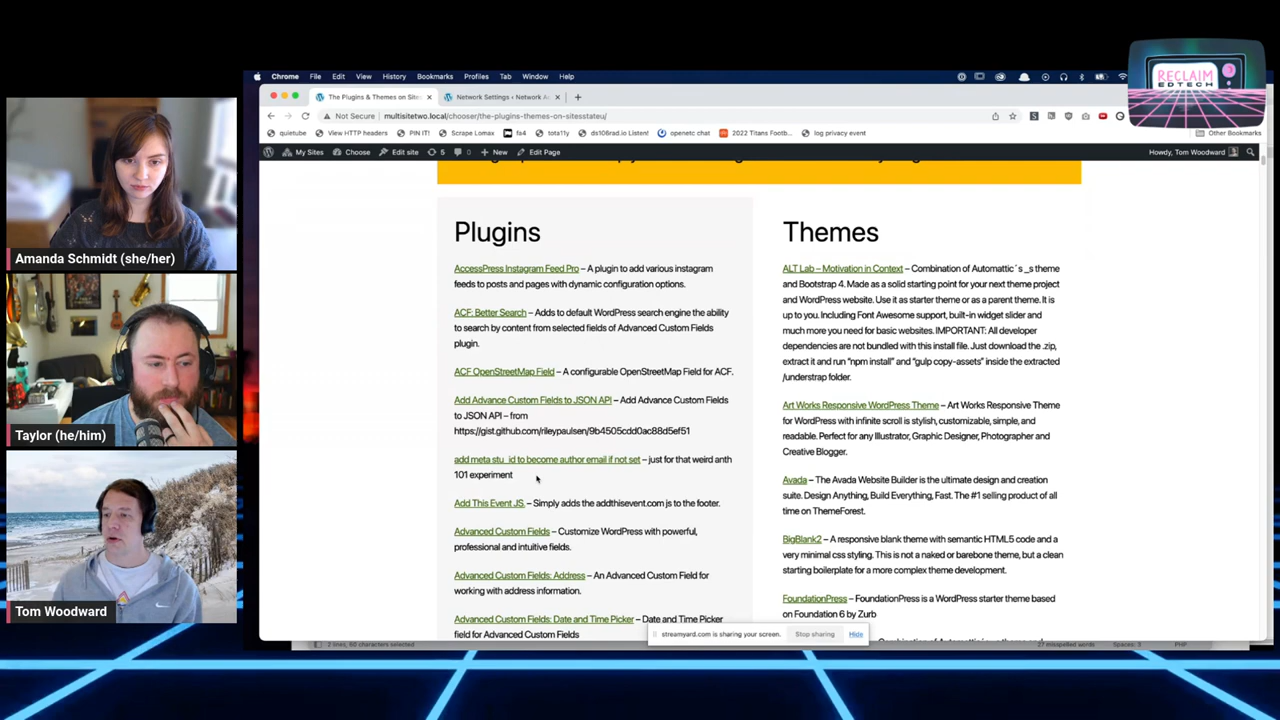 Amanda Schmidt (she/her)
Taylor (he/him)
Tom Woodward
RECLAIM
EDTECH
Chrome File Edit View History Bookmarks Profiles Tab Window Help
The Plugins & Themes on Site
Network Settings ‹ Network A
Not Secure multisitetwo.local/chooser/the-plugins-themes-on-sitesstateu/
quietube View HTTP headers PIN IT! Scrape Lomax fa4 tota11y ds106rad.io Listen! openetc chat 2022 Titans Footb... log privacy event Other Bookmarks
My Sites Choose Edit site 5 New Edit Page Howdy, Tom Woodward
Plugins
AccessPress Instagram Feed Pro – A plugin to add various instagram
feeds to posts and pages with dynamic configuration options.
ACF: Better Search – Adds to default WordPress search engine the ability
to search by content from selected fields of Advanced Custom Fields
plugin.
ACF OpenStreetMap Field – A configurable OpenStreetMap Field for ACF.
Add Advance Custom Fields to JSON API – Add Advance Custom Fields
to JSON API – from
https://gist.github.com/rileypaulsen/9b4505cdd0ac88d5ef51
add meta stu_id to become author email if not set – just for that weird anth
101 experiment
Add This Event JS. – Simply adds the addthisevent.com js to the footer.
Advanced Custom Fields – Customize WordPress with powerful,
professional and intuitive fields.
Advanced Custom Fields: Address – An Advanced Custom Field for
working with address information.
Advanced Custom Fields: Date and Time Picker – Date and Time Picker
field for Advanced Custom Fields
Themes
ALT Lab – Motivation in Context – Combination of Automattic´s _s theme
and Bootstrap 4. Made as a solid starting point for your next theme project
and WordPress website. Use it as starter theme or as a parent theme. It is
up to you. Including Font Awesome support, built-in widget slider and
much more you need for basic websites. IMPORTANT: All developer
dependencies are not bundled with this install file. Just download the .zip,
extract it and run "npm install" and "gulp copy-assets" inside the extracted
/understrap folder.
Art Works Responsive WordPress Theme – Art Works Responsive Theme
for WordPress with infinite scroll is stylish, customizable, simple, and
readable. Perfect for any Illustrator, Graphic Designer, Photographer and
Creative Blogger.
Avada – The Avada Website Builder is the ultimate design and creation
suite. Design Anything, Build Everything, Fast. The #1 selling product of all
time on ThemeForest.
BigBlank2 – A responsive blank theme with semantic HTML5 code and a
very minimal css styling. This is not a naked or barebone theme, but a clean
starting boilerplate for a more complex theme development.
FoundationPress – FoundationPress is a WordPress starter theme based
on Foundation 6 by Zurb
streamyard.com is sharing your screen. Stop sharing Hide
2 lines, 60 characters selected
27 misspelled words Spaces: 3 PHP